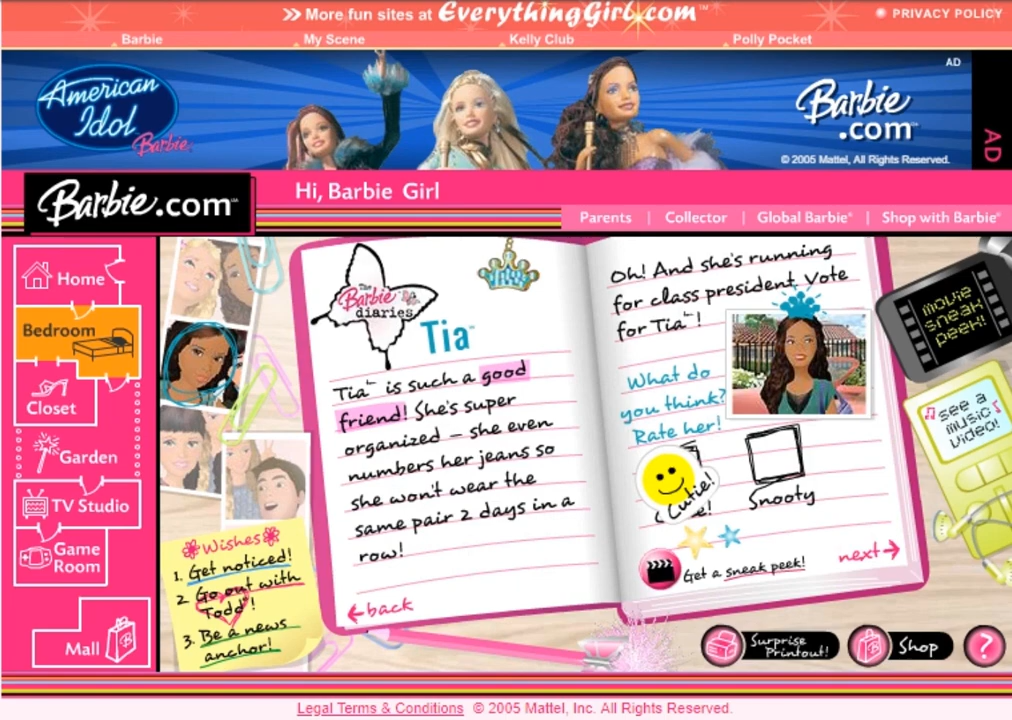 More fun sites at EverythingGirl.com™
PRIVACY POLICY
Barbie My Scene Kelly Club Polly Pocket
American Idol Barbie
AD
Barbie.com
© 2005 Mattel, All Rights Reserved.
AD
Barbie.com
Hi, Barbie Girl
Parents | Collector | Global Barbie® | Shop with Barbie®
Home
Bedroom
Closet
Garden
TV Studio
Game
Room
Mall
Wishes
1. Get noticed!
2 Go out with
Todd™!
3. Be a news
anchor!
The
Barbie
diaries
Tia™
Tia™ is such a good
friend! She's super
organized – she even
numbers her jeans so
she won't wear the
same pair 2 days in a
row!
back
Oh! And she's running
for class president. Vote
for Tia™!
What do
you think?
Rate her!
Cutie!
Snooty
Get a sneak peek!
next
movie
sneak
peek!
see a
music
video!
Surprise
Printout!
Shop
?
Legal Terms & Conditions © 2005 Mattel, Inc. All Rights Reserved.